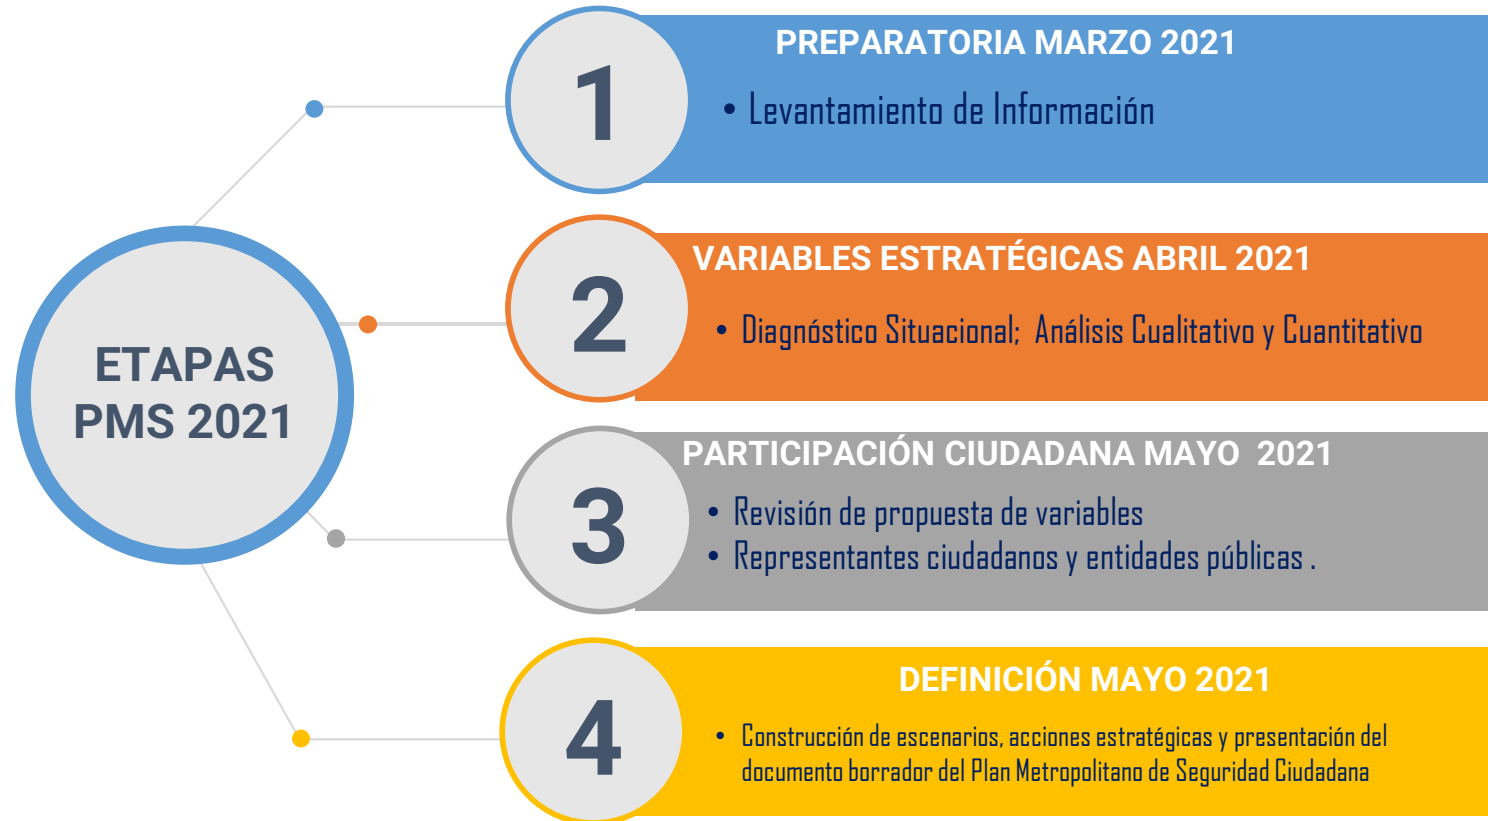 ETAPAS
PMS 2021
1
PREPARATORIA MARZO 2021
• Levantamiento de Información
2
VARIABLES ESTRATÉGICAS ABRIL 2021
• Diagnóstico Situacional; Análisis Cualitativo y Cuantitativo
3
PARTICIPACIÓN CIUDADANA MAYO 2021
• Revisión de propuesta de variables
• Representantes ciudadanos y entidades públicas .
4
DEFINICIÓN MAYO 2021
• Construcción de escenarios, acciones estratégicas y presentación del
documento borrador del Plan Metropolitano de Seguridad Ciudadana